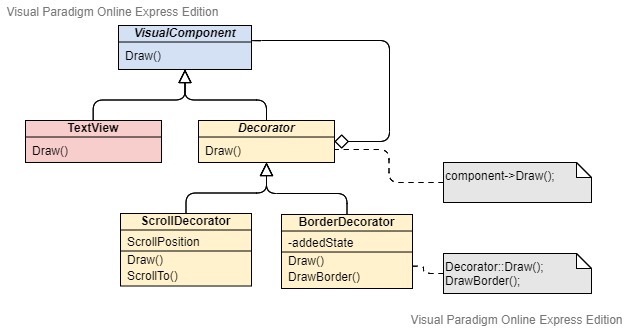 Visual Paradigm Online Express Edition
VisualComponent
Draw()
TextView
Draw()
Decorator
Draw()
component->Draw();
ScrollDecorator
ScrollPosition
Draw()
ScrollTo()
BorderDecorator
-addedState
Draw()
DrawBorder()
Decorator::Draw();
DrawBorder();
Visual Paradigm Online Express Edition